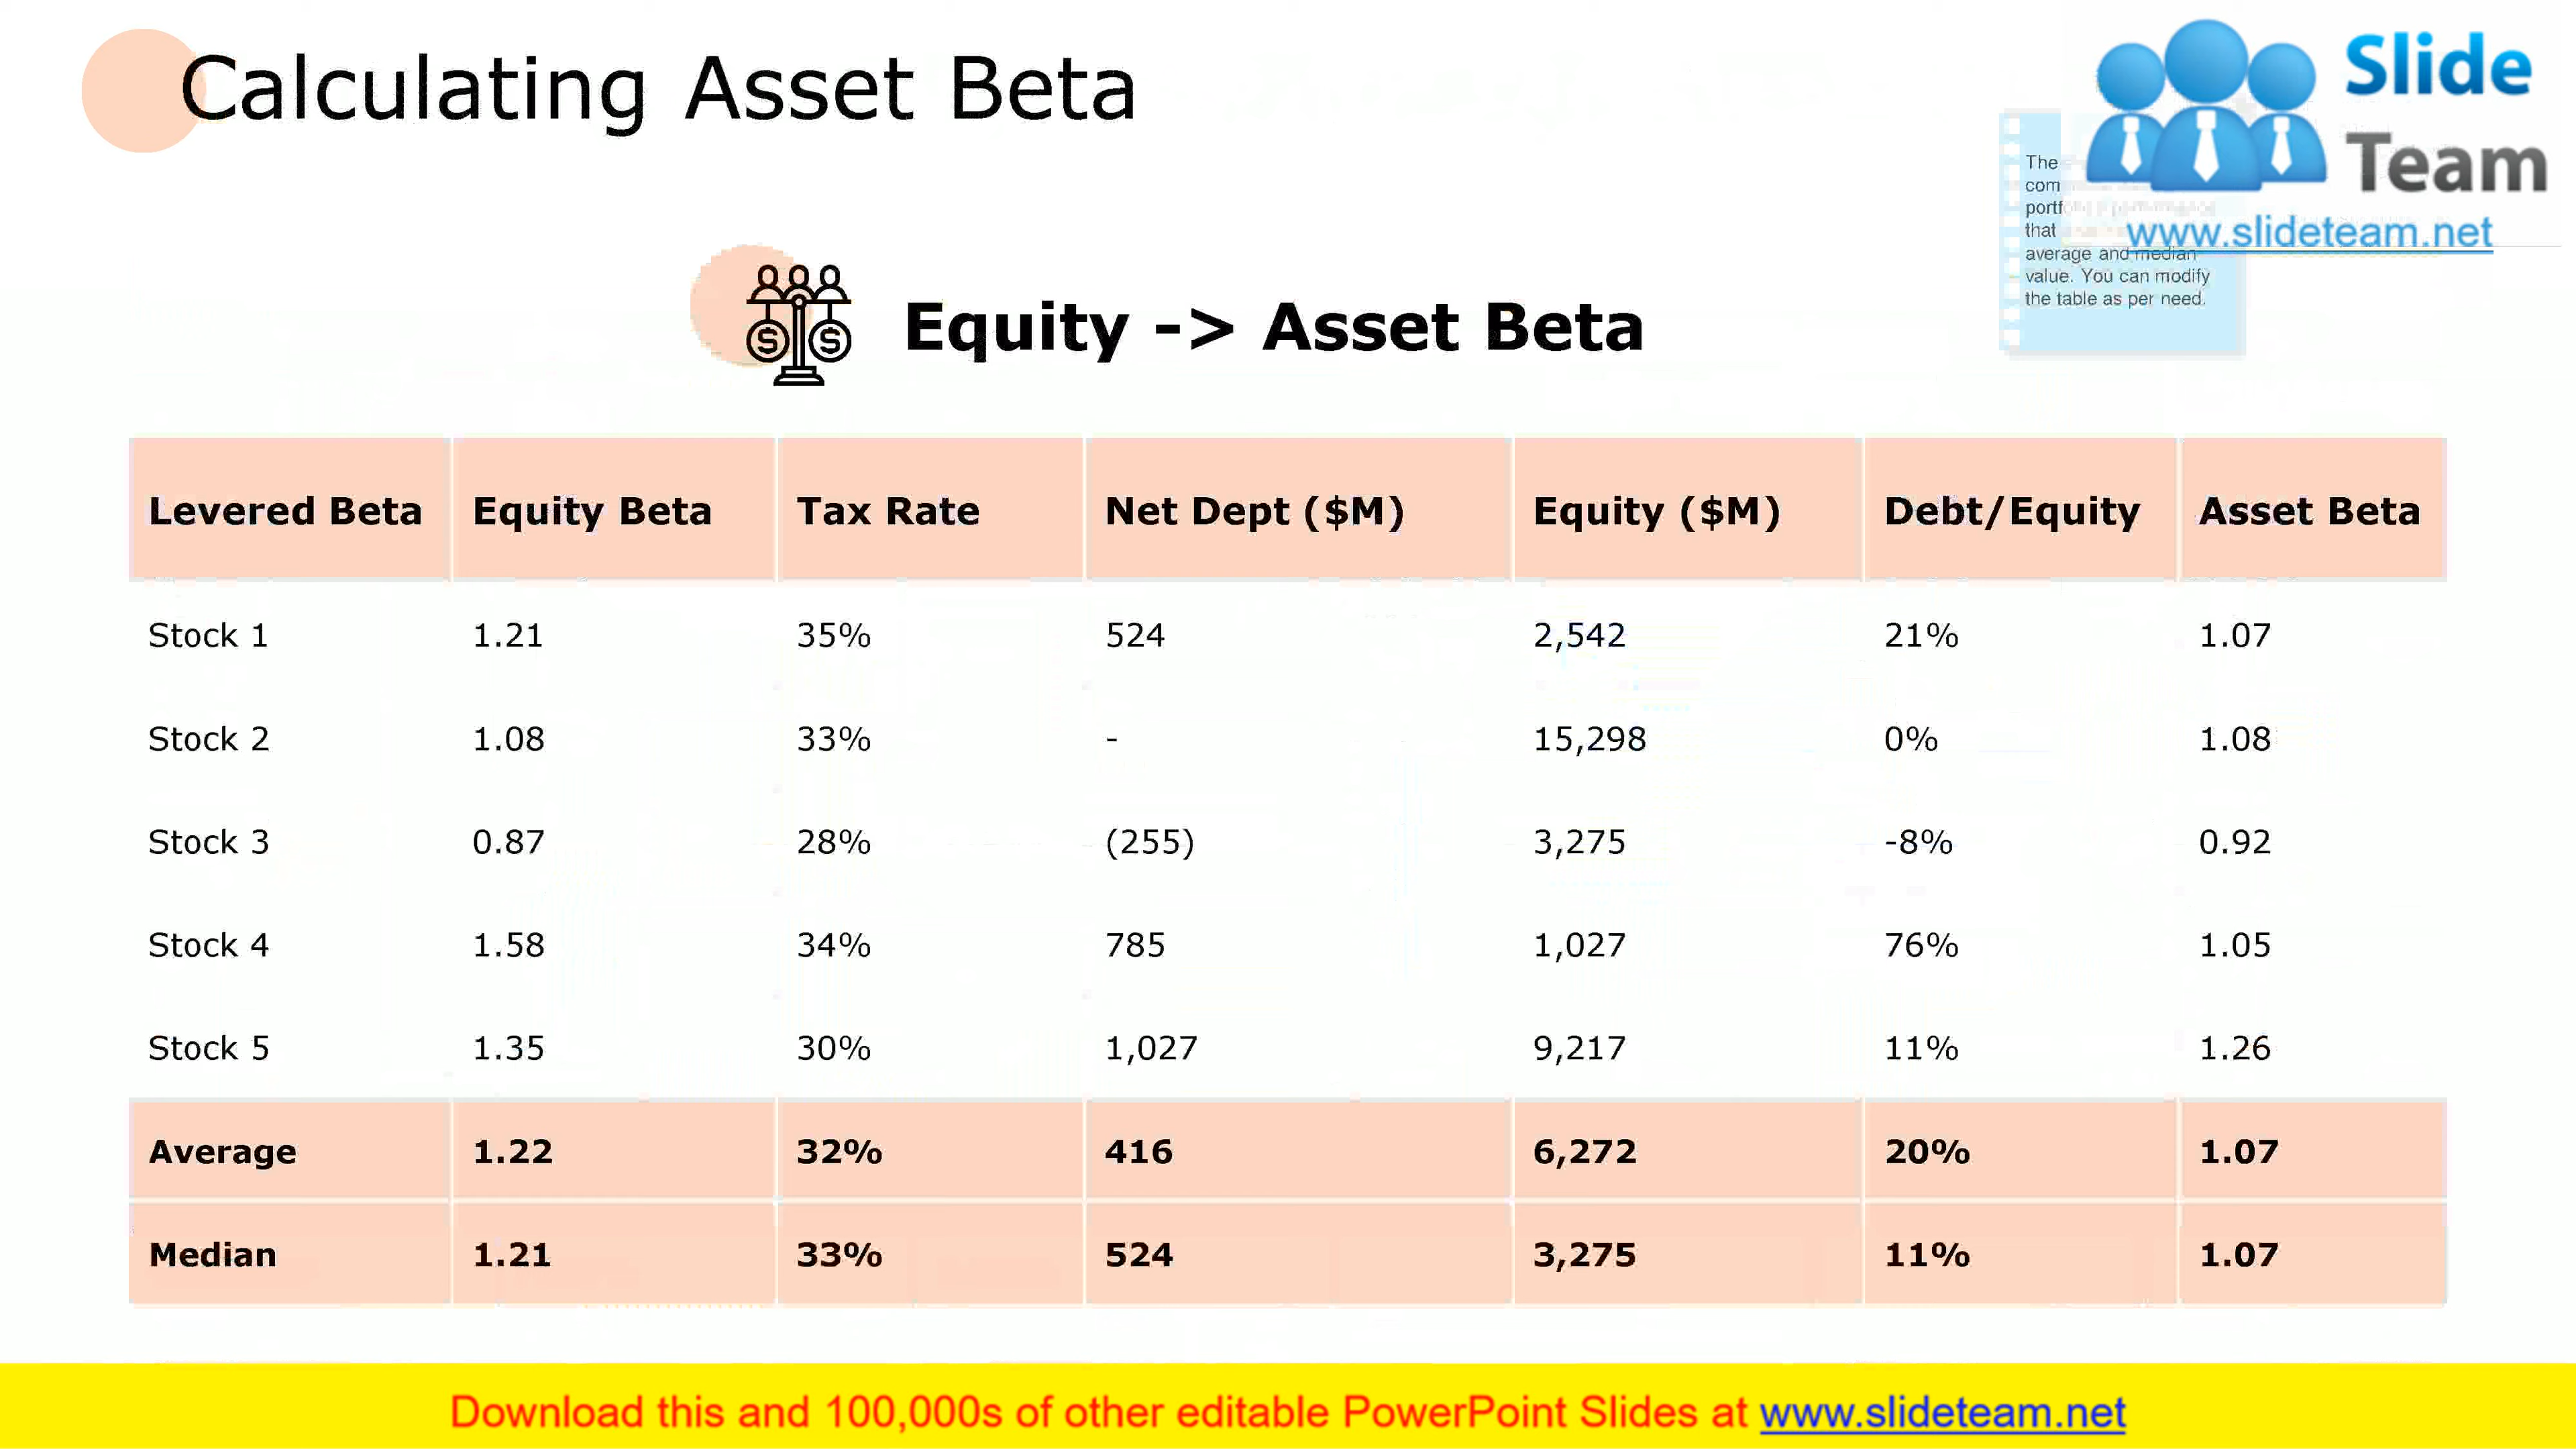 Calculating Asset Beta
Slide
Team
www.slideteam.net
The
com
portf
that
average and median
value. You can modify
the table as per need.
Equity -> Asset Beta
Levered Beta Equity Beta Tax Rate Net Dept ($M) Equity ($M) Debt/Equity Asset Beta
Stock 1 1.21 35% 524 2,542 21% 1.07
Stock 2 1.08 33% - 15,298 0% 1.08
Stock 3 0.87 28% (255) 3,275 -8% 0.92
Stock 4 1.58 34% 785 1,027 76% 1.05
Stock 5 1.35 30% 1,027 9,217 11% 1.26
Average 1.22 32% 416 6,272 20% 1.07
Median 1.21 33% 524 3,275 11% 1.07
Download this and 100,000s of other editable PowerPoint Slides at www.slideteam.net